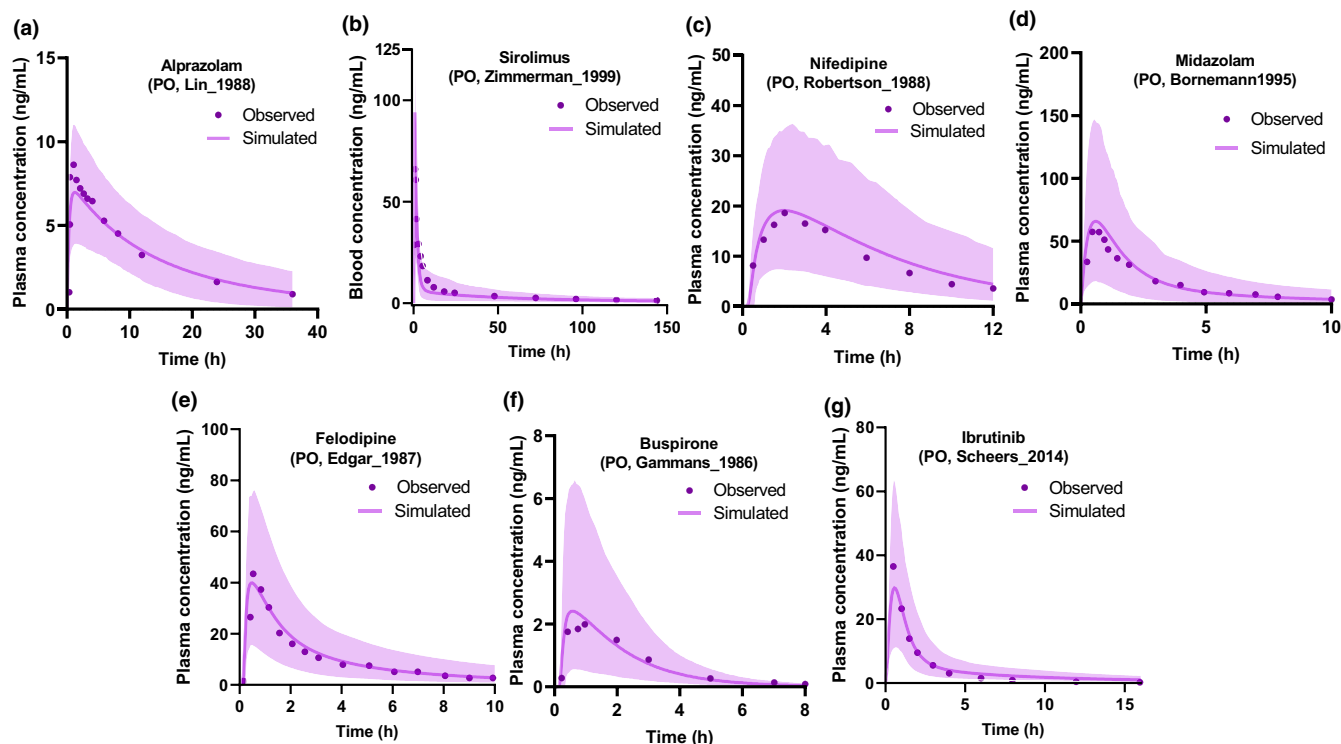 (a)
Alprazolam
(PO, Lin_1988)
Observed
Simulated
Plasma concentration (ng/mL)
15
10
5
0
0 10 20 30 40
Time (h)
(b)
Sirolimus
(PO, Zimmerman_1999)
Observed
Simulated
Blood concentration (ng/mL)
125
100
75
50
25
0
0 50 100 150
Time (h)
(c)
Nifedipine
(PO, Robertson_1988)
Observed
Simulated
Plasma concentration (ng/mL)
50
40
30
20
10
0
0 4 8 12
Time (h)
(d)
Midazolam
(PO, Bornemann1995)
Observed
Simulated
Plasma concentration (ng/mL)
200
150
100
50
0
0 5 10
Time (h)
(e)
Felodipine
(PO, Edgar_1987)
Observed
Simulated
Plasma concentration (ng/mL)
100
80
60
40
20
0
0 2 4 6 8 10
Time (h)
(f)
Buspirone
(PO, Gammans_1986)
Observed
Simulated
Plasma concentration (ng/mL)
8
6
4
2
0
0 2 4 6 8
Time (h)
(g)
Ibrutinib
(PO, Scheers_2014)
Observed
Simulated
Plasma concentration (ng/mL)
80
60
40
20
0
0 5 10 15
Time (h)